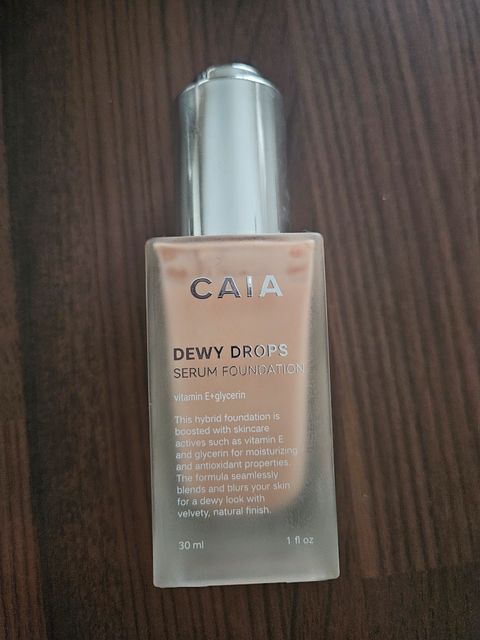 CAIA
DEWY DROPS
SERUM FOUNDATION
vitamin E+glycerin
This hybrid foundation is
boosted with skincare
actives such as vitamin E
and glycerin for moisturizing
and antioxidant properties.
The formula seamlessly
blends and blurs your skin
for a dewy look with
velvety, natural finish.
30 ml 1 fl oz